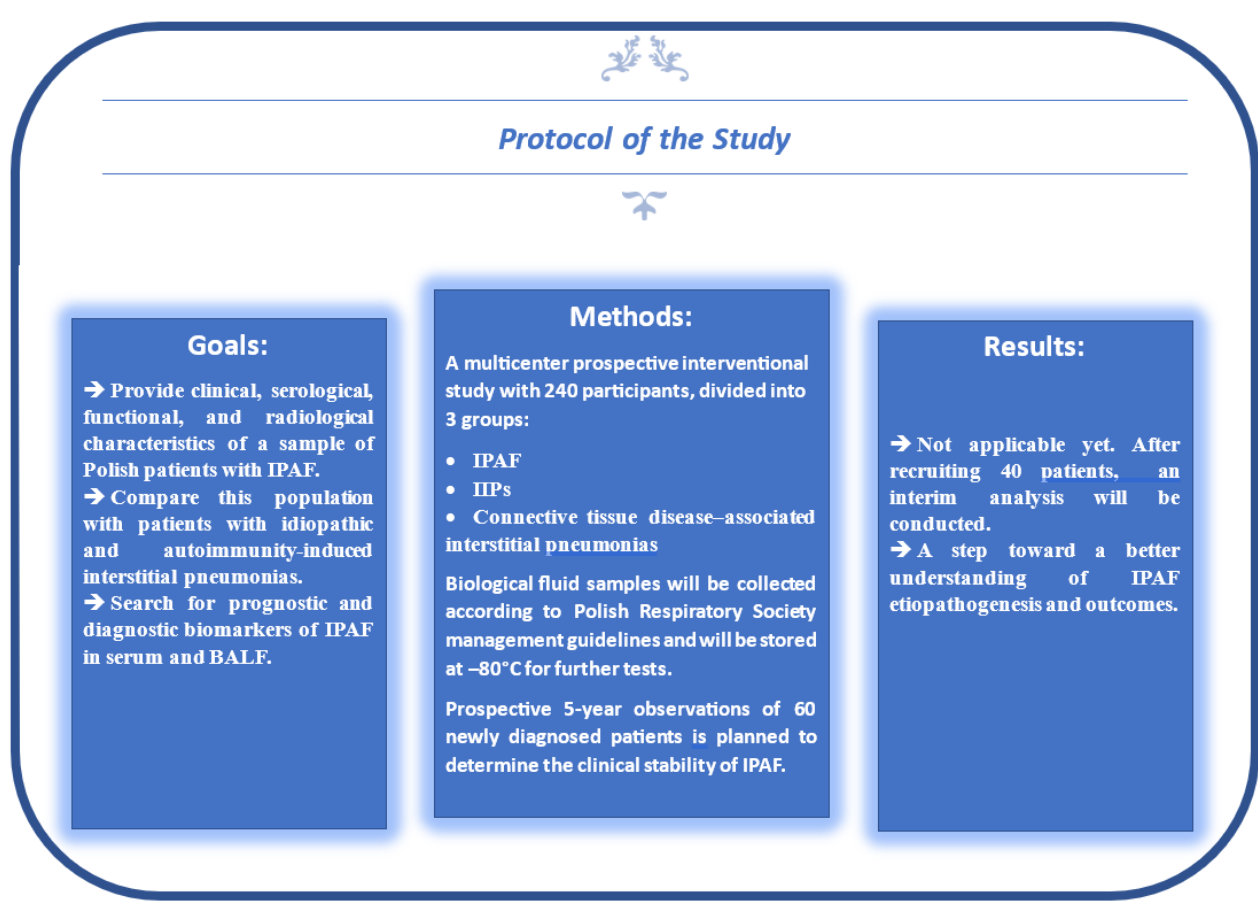 Protocol of the Study
Goals:
➔ Provide clinical, serological,
functional, and radiological
characteristics of a sample of
Polish patients with IPAF.
➔ Compare this population
with patients with idiopathic
and autoimmunity-induced
interstitial pneumonias.
➔ Search for prognostic and
diagnostic biomarkers of IPAF
in serum and BALF.
Methods:
A multicenter prospective interventional
study with 240 participants, divided into
3 groups:
• IPAF
• IIPs
• Connective tissue disease–associated
interstitial pneumonias
Biological fluid samples will be collected
according to Polish Respiratory Society
management guidelines and will be stored
at –80°C for further tests.
Prospective 5-year observations of 60
newly diagnosed patients is planned to
determine the clinical stability of IPAF.
Results:
➔ Not applicable yet. After
recruiting 40 patients, an
interim analysis will be
conducted.
➔ A step toward a better
understanding of IPAF
etiopathogenesis and outcomes.